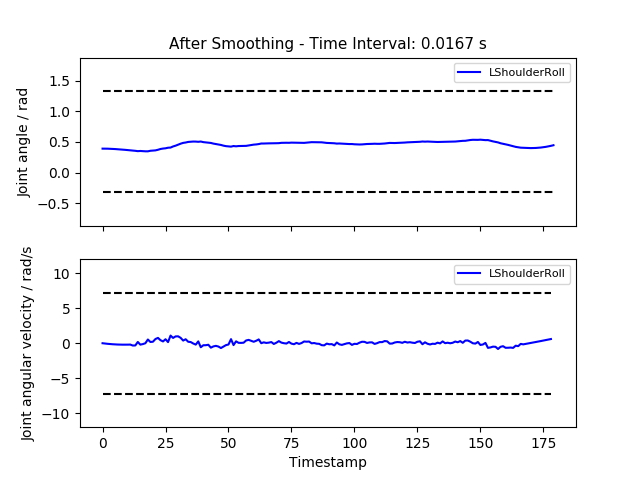 After Smoothing - Time Interval: 0.0167 s
LShoulderRoll
1.5
1.0
0.5
0.0
−0.5
Joint angle / rad
LShoulderRoll
10
5
0
−5
−10
Joint angular velocity / rad/s
0 25 50 75 100 125 150 175
Timestamp